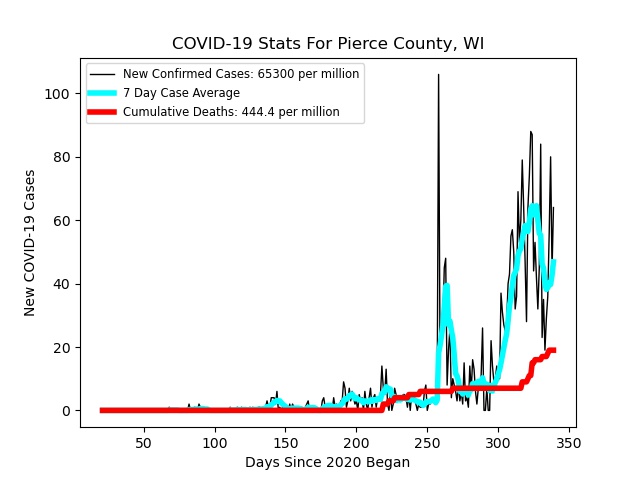 COVID-19 Stats For Pierce County, WI
New Confirmed Cases: 65300 per million
7 Day Case Average
Cumulative Deaths: 444.4 per million
New COVID-19 Cases
100
80
60
40
20
0
50 100 150 200 250 300 350
Days Since 2020 Began